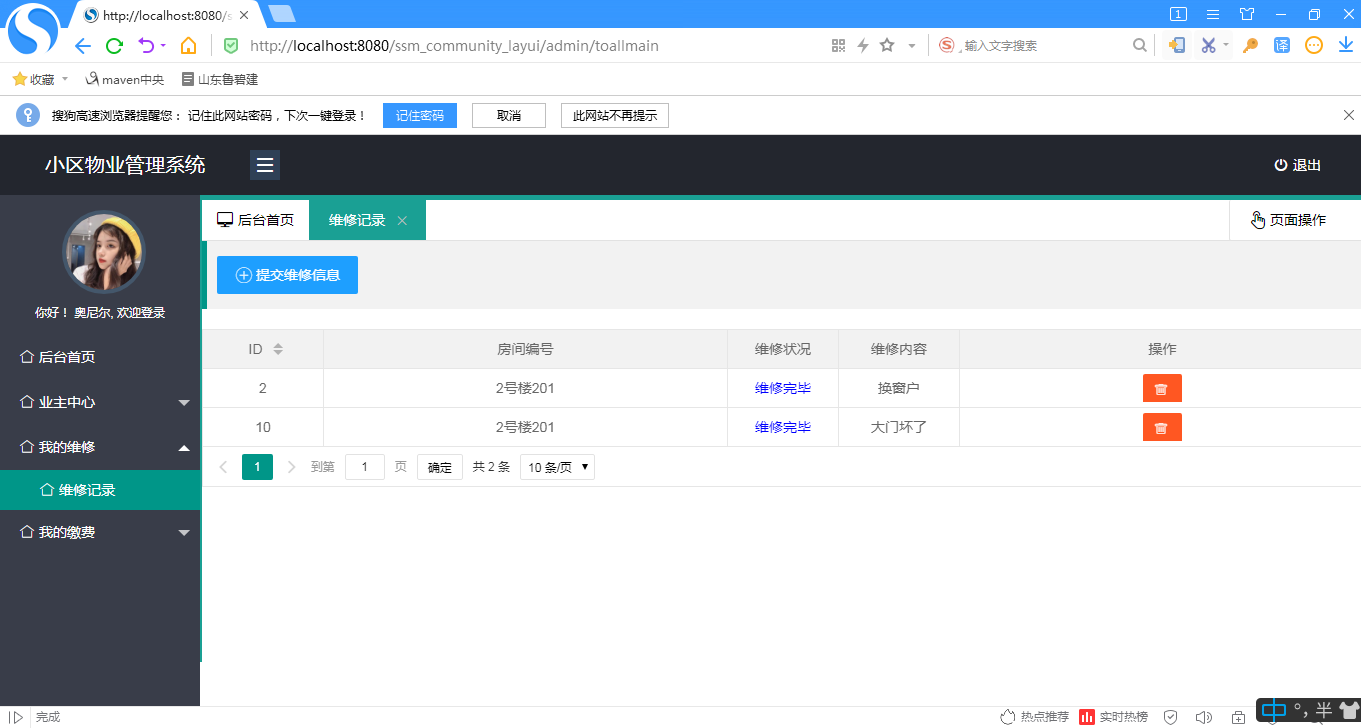 http://localhost:8080/s
1
http://localhost:8080/ssm_community_layui/admin/toallmain
输入文字搜索
译
收藏
maven中央
山东鲁碧建
搜狗高速浏览器提醒您： 记住此网站密码，下次一键登录！
记住密码
取消
此网站不再提示
小区物业管理系统
退出
你好！ 奥尼尔, 欢迎登录
后台首页
业主中心
我的维修
维修记录
我的缴费
后台首页
维修记录
页面操作
提交维修信息
ID 房间编号 维修状况 维修内容 操作
2 2号楼201 维修完毕 换窗户
10 2号楼201 维修完毕 大门坏了
1 到第 1 页 确定 共 2 条 10 条/页
完成
热点推荐
实时热榜
中 °, 半